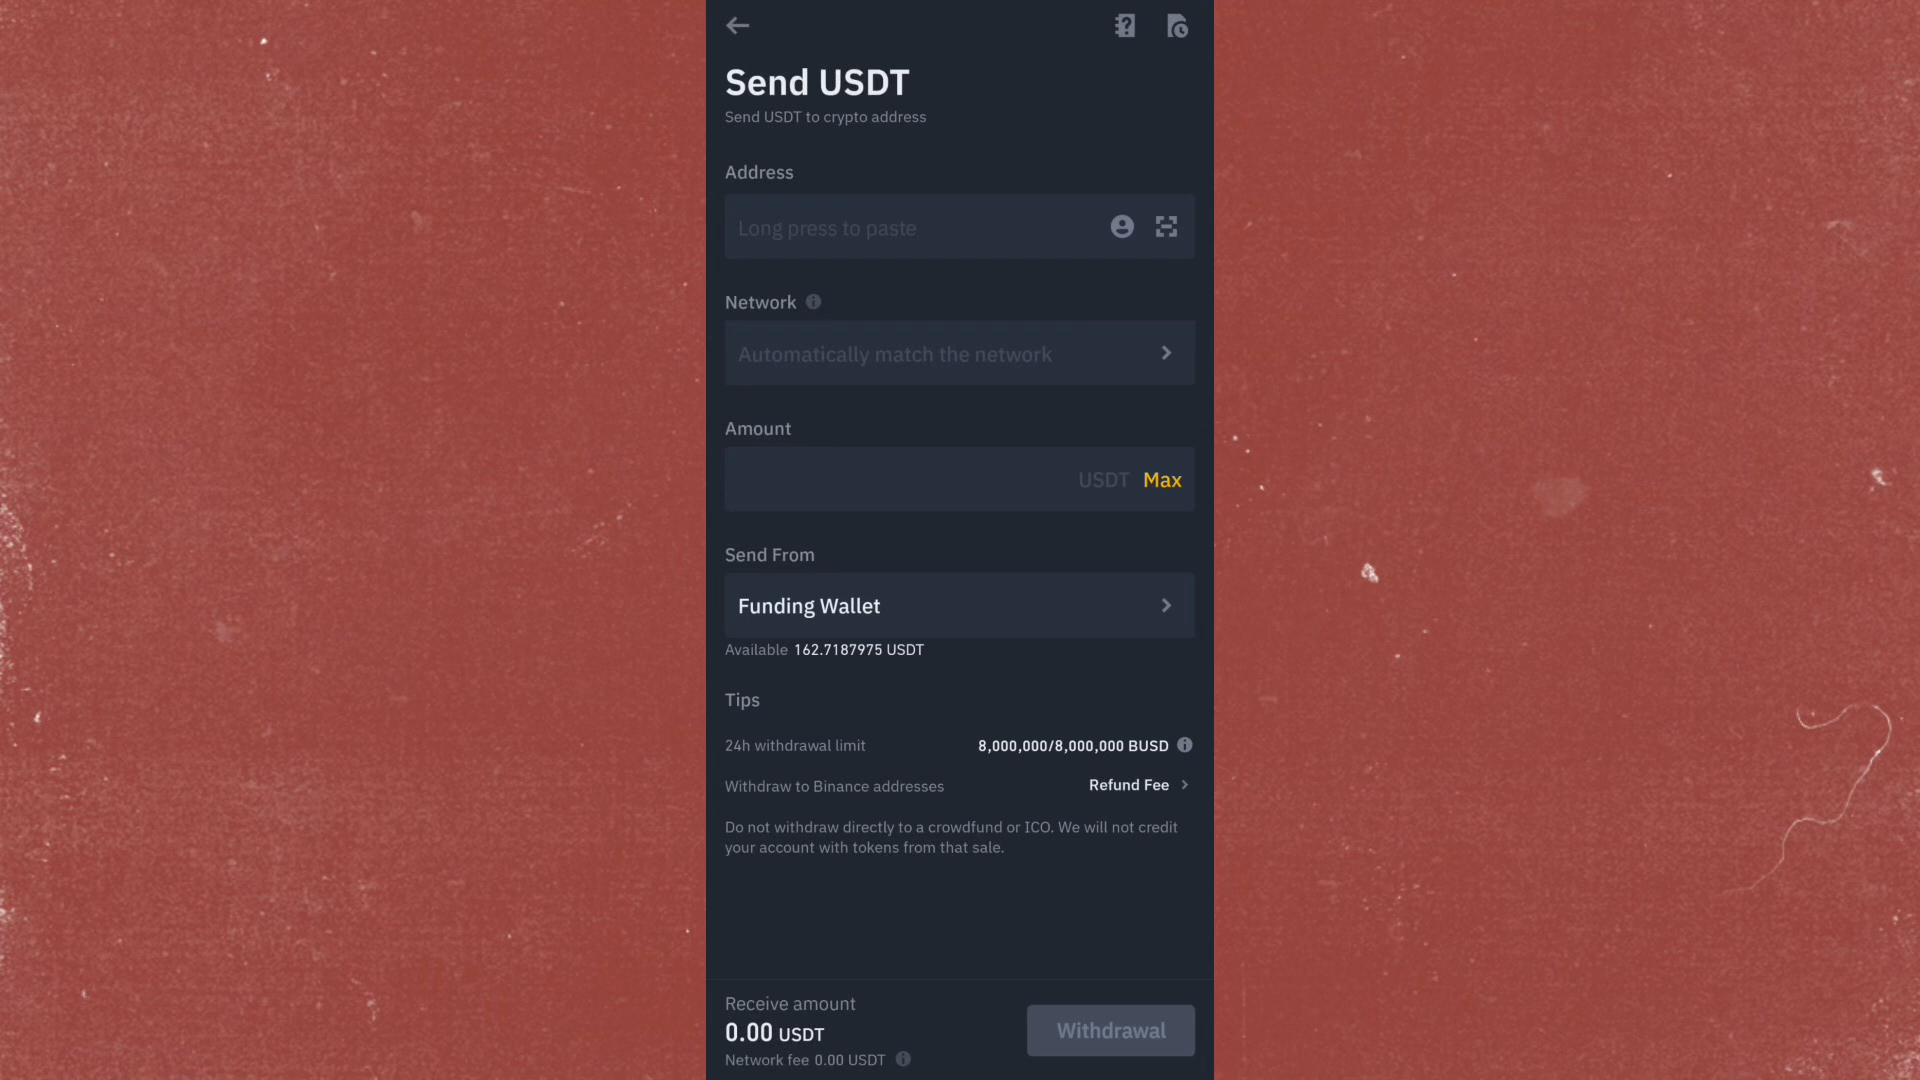 Send USDT
Send USDT to crypto address
Address
Long press to paste
Network
Automatically match the network
Amount
USDT Max
Send From
Funding Wallet
Available 162.7187975 USDT
Tips
24h withdrawal limit 8,000,000/8,000,000 BUSD
Withdraw to Binance addresses Refund Fee
Do not withdraw directly to a crowdfund or ICO. We will not credit
your account with tokens from that sale.
Receive amount
0.00 USDT
Withdrawal
Network fee 0.00 USDT